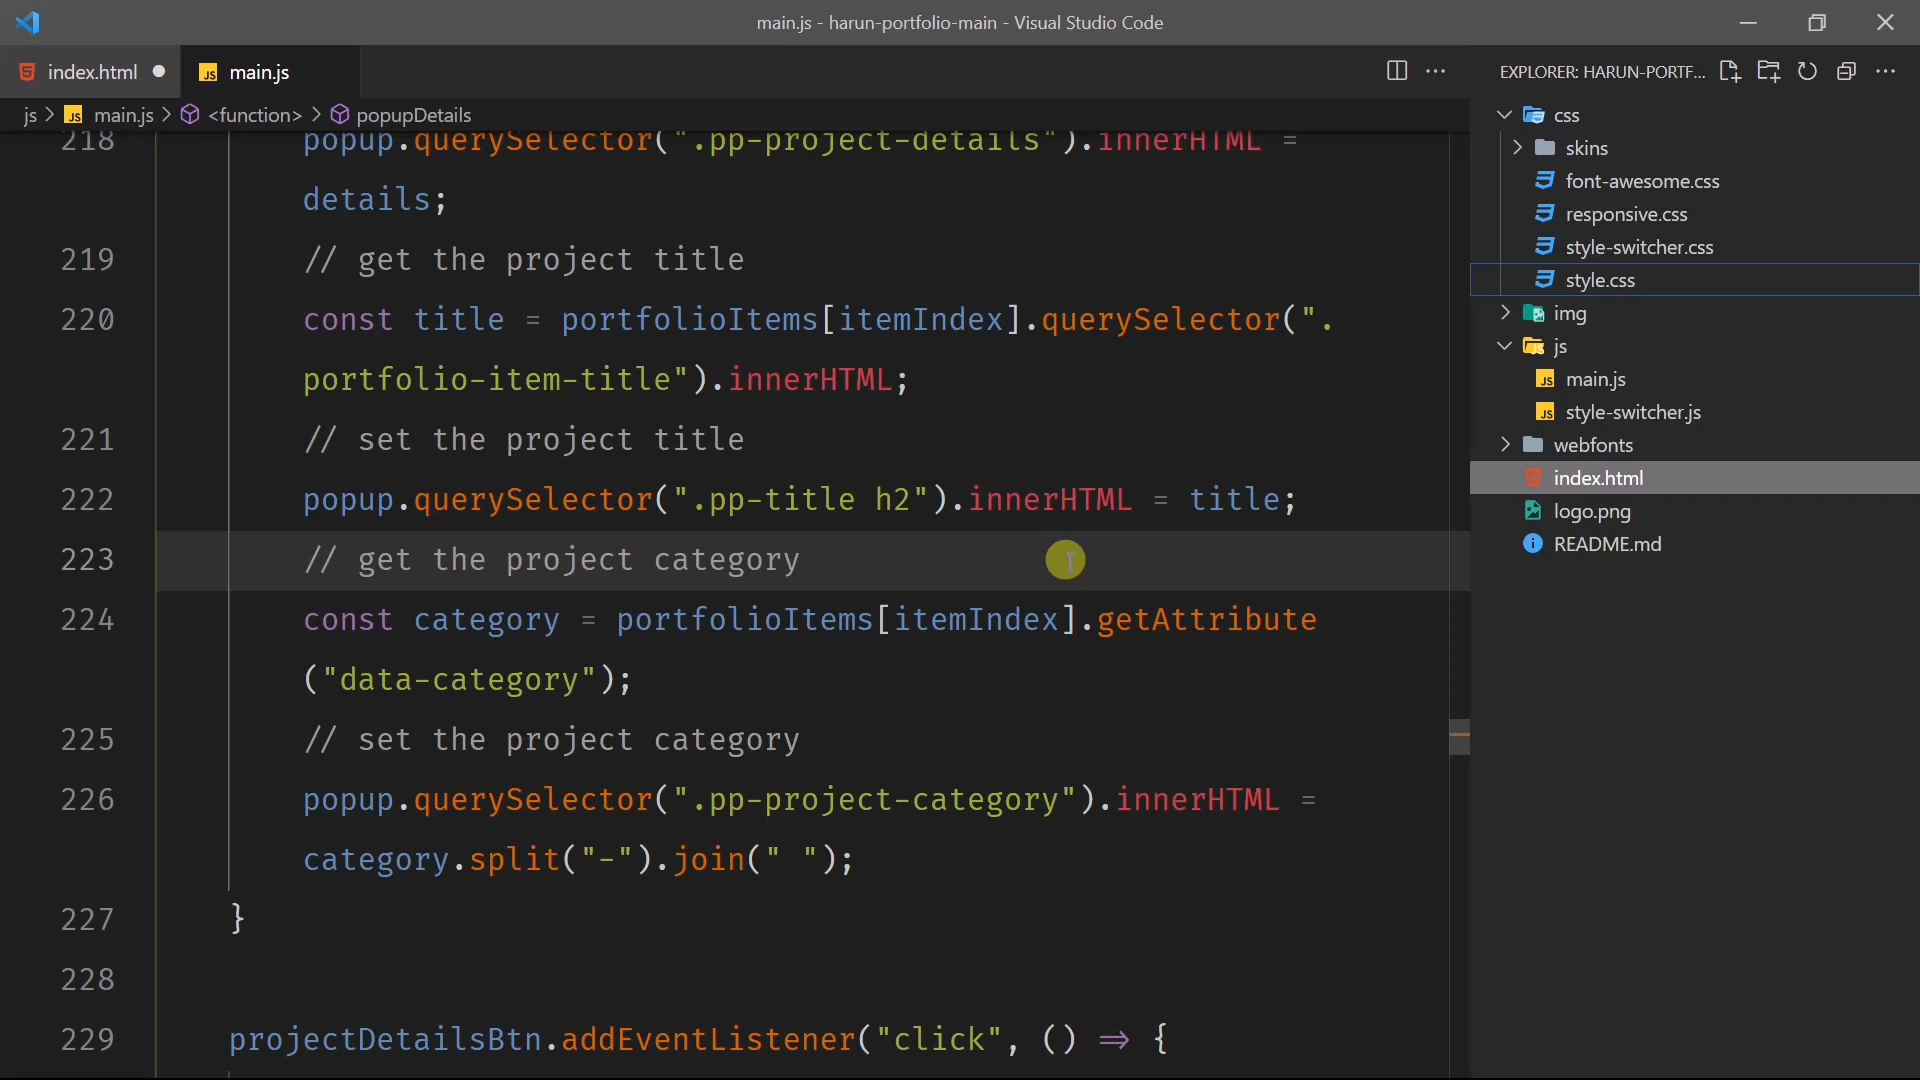 main.js - harun-portfolio-main - Visual Studio Code
index.html
JS main.js
EXPLORER: HARUN-PORTF...
js > JS main.js > <function> > popupDetails
218 popup.querySelector(".pp-project-details").innerHTML =
details;
219 // get the project title
220 const title = portfolioItems[itemIndex].querySelector(".
portfolio-item-title").innerHTML;
221 // set the project title
222 popup.querySelector(".pp-title h2").innerHTML = title;
223 // get the project category
224 const category = portfolioItems[itemIndex].getAttribute
("data-category");
225 // set the project category
226 popup.querySelector(".pp-project-category").innerHTML =
category.split("-").join(" ");
227 }
228
229 projectDetailsBtn.addEventListener("click", () => {
css
skins
font-awesome.css
responsive.css
style-switcher.css
style.css
img
js
JS main.js
JS style-switcher.js
webfonts
index.html
logo.png
README.md